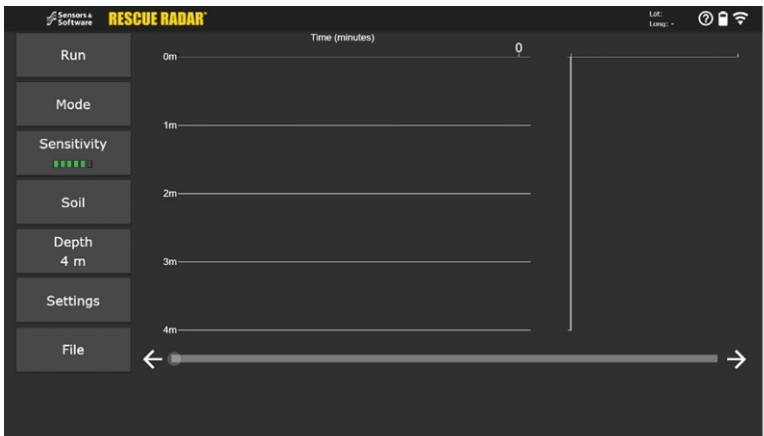 Sensors &
Software
RESCUE RADAR
Lat:
Long: -
Run
Mode
Sensitivity
Soil
Depth
4 m
Settings
File
Time (minutes)
0
0m
1m
2m
3m
4m